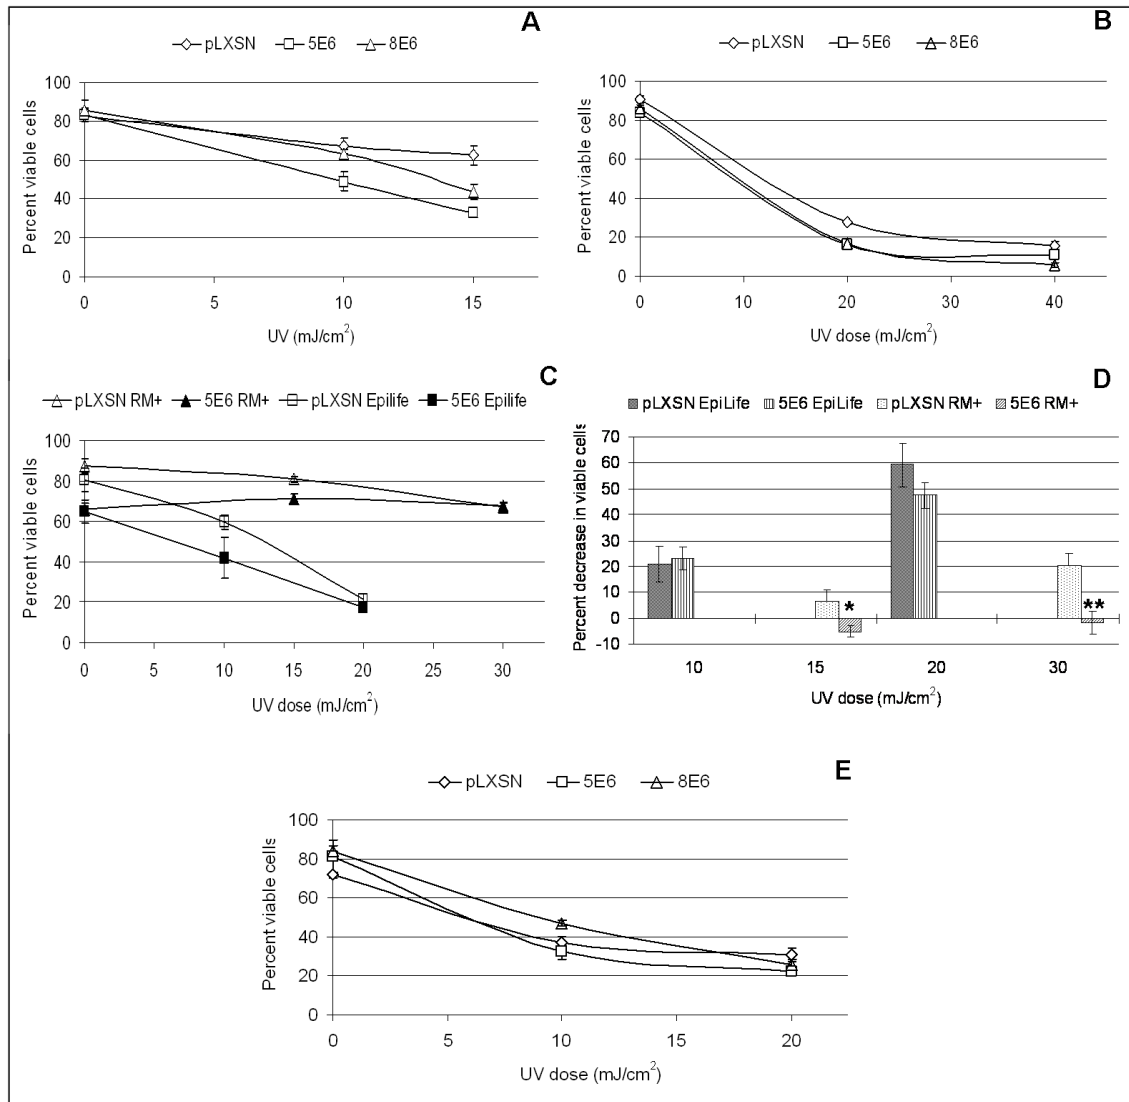 A
pLXSN 5E6 8E6
Percent viable cells
100
80
60
40
20
0
0 5 10 15
UV (mJ/cm²)
B
pLXSN 5E6 8E6
Percent viable cells
100
80
60
40
20
0
0 10 20 30 40
UV dose (mJ/cm²)
C
pLXSN RM+ 5E6 RM+ pLXSN Epilife 5E6 Epilife
Percent viable cells
100
80
60
40
20
0
0 5 10 15 20 25 30
UV dose (mJ/cm²)
D
pLXSN EpiLife 5E6 EpiLife pLXSN RM+ 5E6 RM+
Percent decrease in viable cells
70
60
50
40
30
20
10
0
-10
* **
10 15 20 30
UV dose (mJ/cm²)
E
pLXSN 5E6 8E6
Percent viable cells
100
80
60
40
20
0
0 5 10 15 20
UV dose (mJ/cm²)